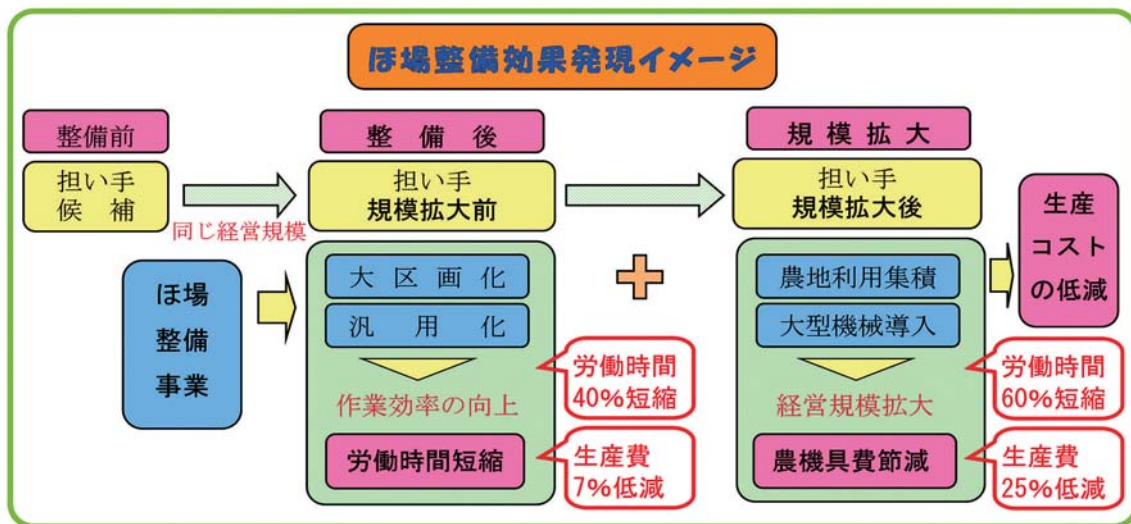 ほ場整備効果発現イメージ
整備前
担い手
候補
同じ経営規模
ほ場
整備
事業
整備後
担い手
規模拡大前
大区画化
汎用化
作業効率の向上
労働時間短縮
労働時間
40%短縮
生産費
7%低減
規模拡大
担い手
規模拡大後
農地利用集積
大型機械導入
経営規模拡大
農機具費節減
労働時間
60%短縮
生産費
25%低減
生産
コスト
の低減